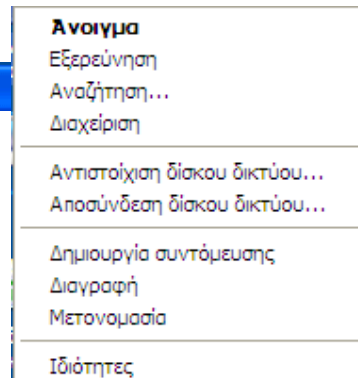 Άνοιγμα
Εξερεύνηση
Αναζήτηση...
Διαχείριση
Αντιστοίχιση δίσκου δικτύου...
Αποσύνδεση δίσκου δικτύου...
Δημιουργία συντόμευσης
Διαγραφή
Μετονομασία
Ιδιότητες